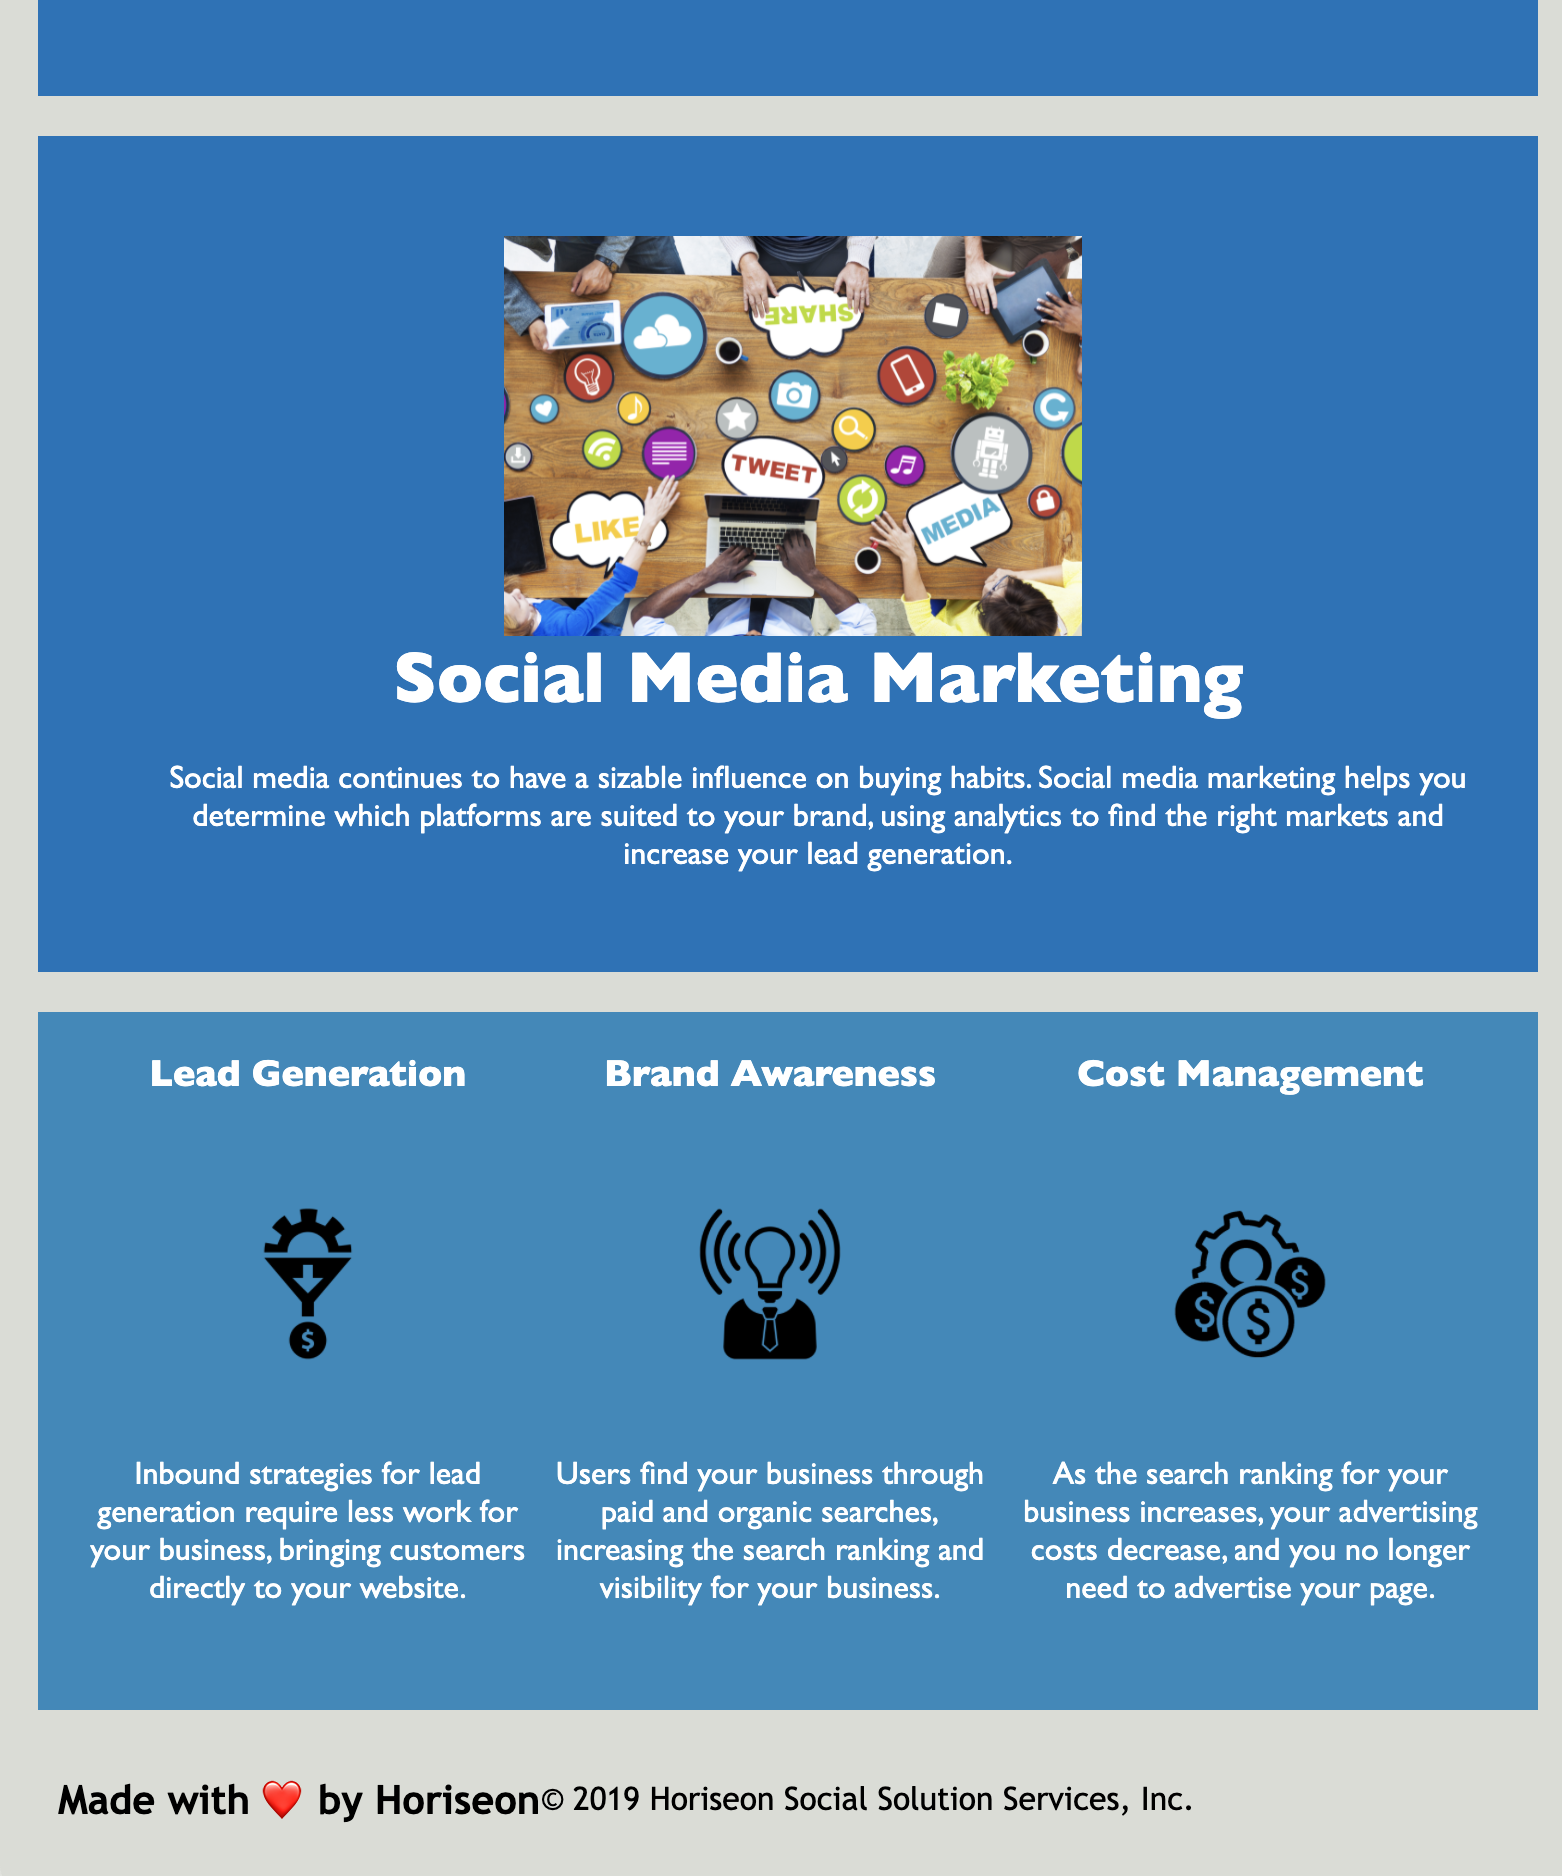 SHARE
TWEET
LIKE
MEDIA
Social Media Marketing
Social media continues to have a sizable influence on buying habits. Social media marketing helps you
determine which platforms are suited to your brand, using analytics to find the right markets and
increase your lead generation.
Lead Generation
Brand Awareness
Cost Management
$
$
$
$
Inbound strategies for lead
generation require less work for
your business, bringing customers
directly to your website.
Users find your business through
paid and organic searches,
increasing the search ranking and
visibility for your business.
As the search ranking for your
business increases, your advertising
costs decrease, and you no longer
need to advertise your page.
Made with ❤️ by Horiseon© 2019 Horiseon Social Solution Services, Inc.